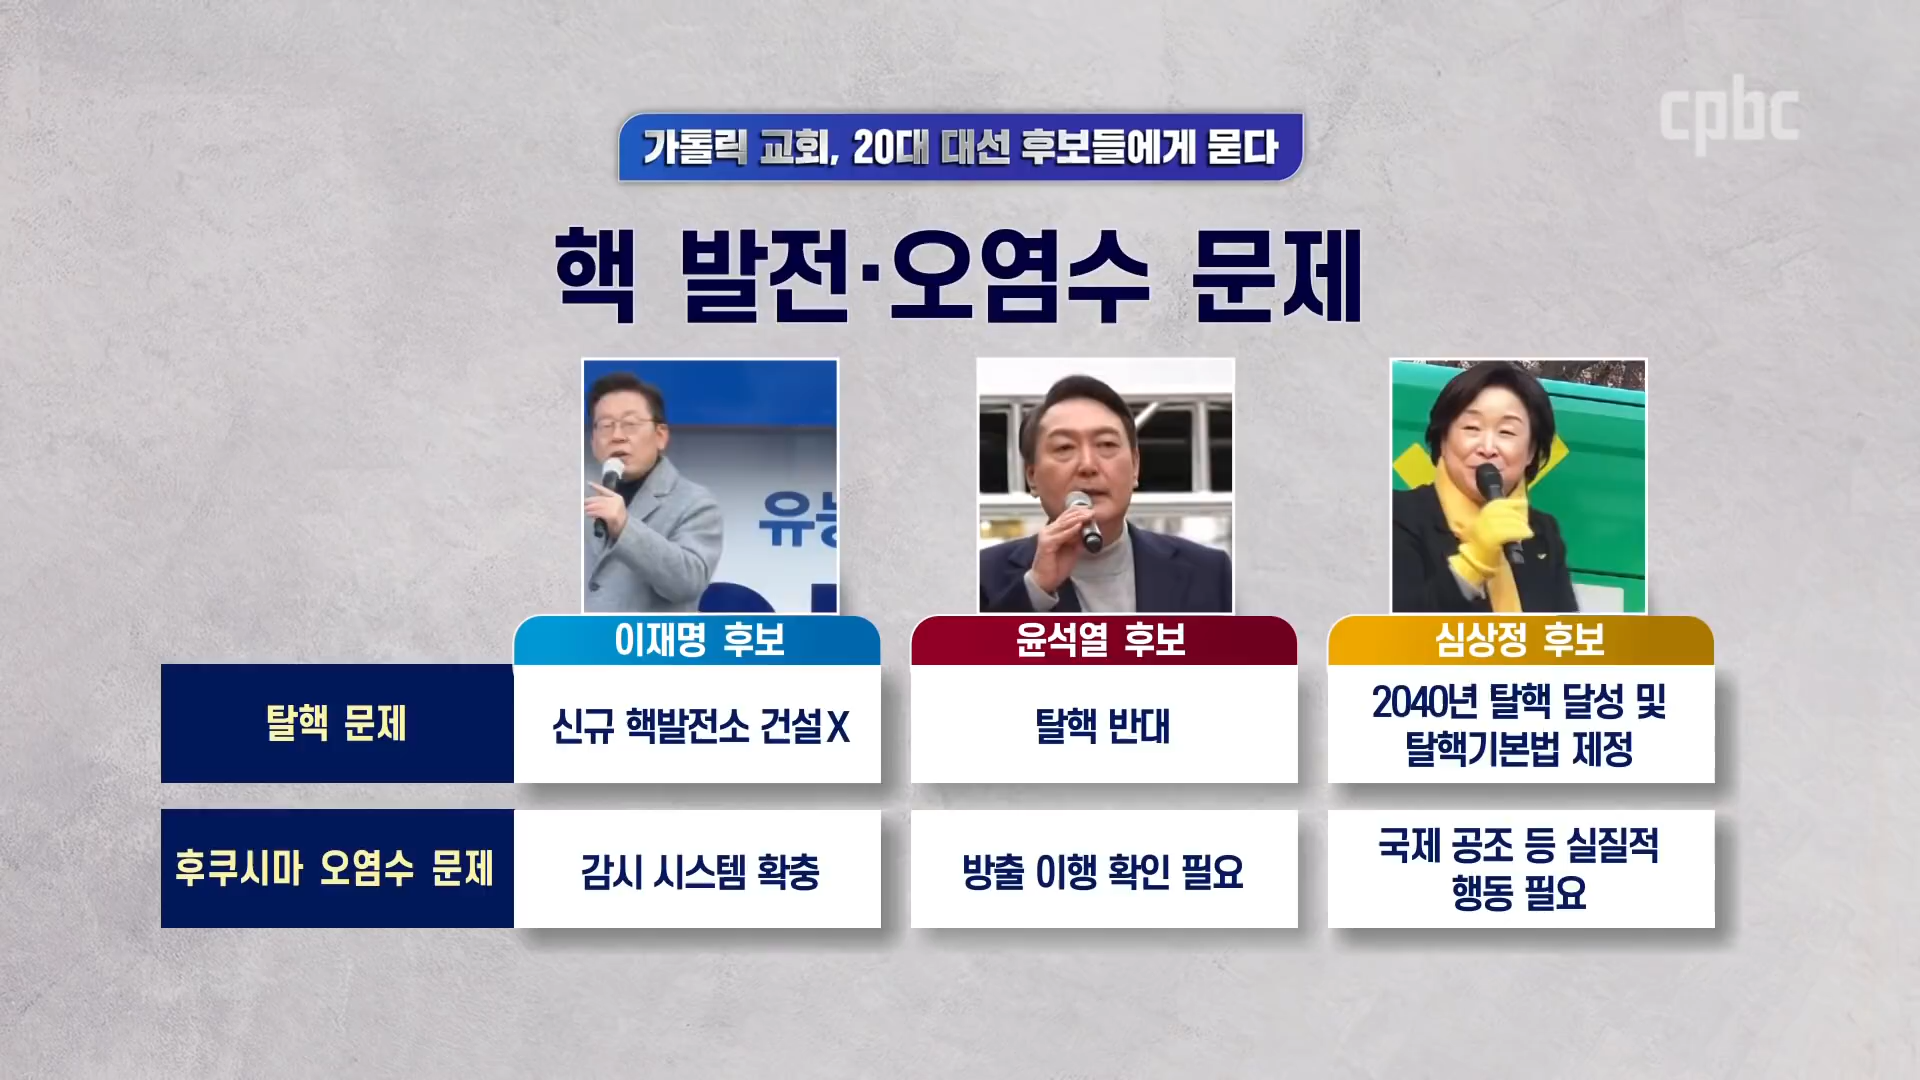 cpbc
가톨릭 교회, 20대 대선 후보들에게 묻다
핵 발전·오염수 문제
유능
이재명 후보
윤석열 후보
심상정 후보
탈핵 문제
신규 핵발전소 건설X
탈핵 반대
2040년 탈핵 달성 및
탈핵기본법 제정
후쿠시마 오염수 문제
감시 시스템 확충
방출 이행 확인 필요
국제 공조 등 실질적
행동 필요